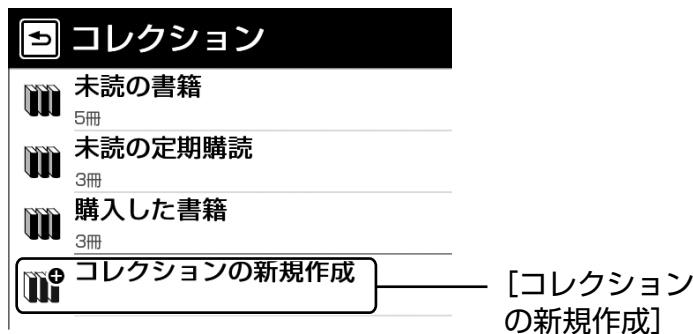 コレクション
未読の書籍
5冊
未読の定期購読
3冊
購入した書籍
3冊
コレクションの新規作成
[コレクション
の新規作成]